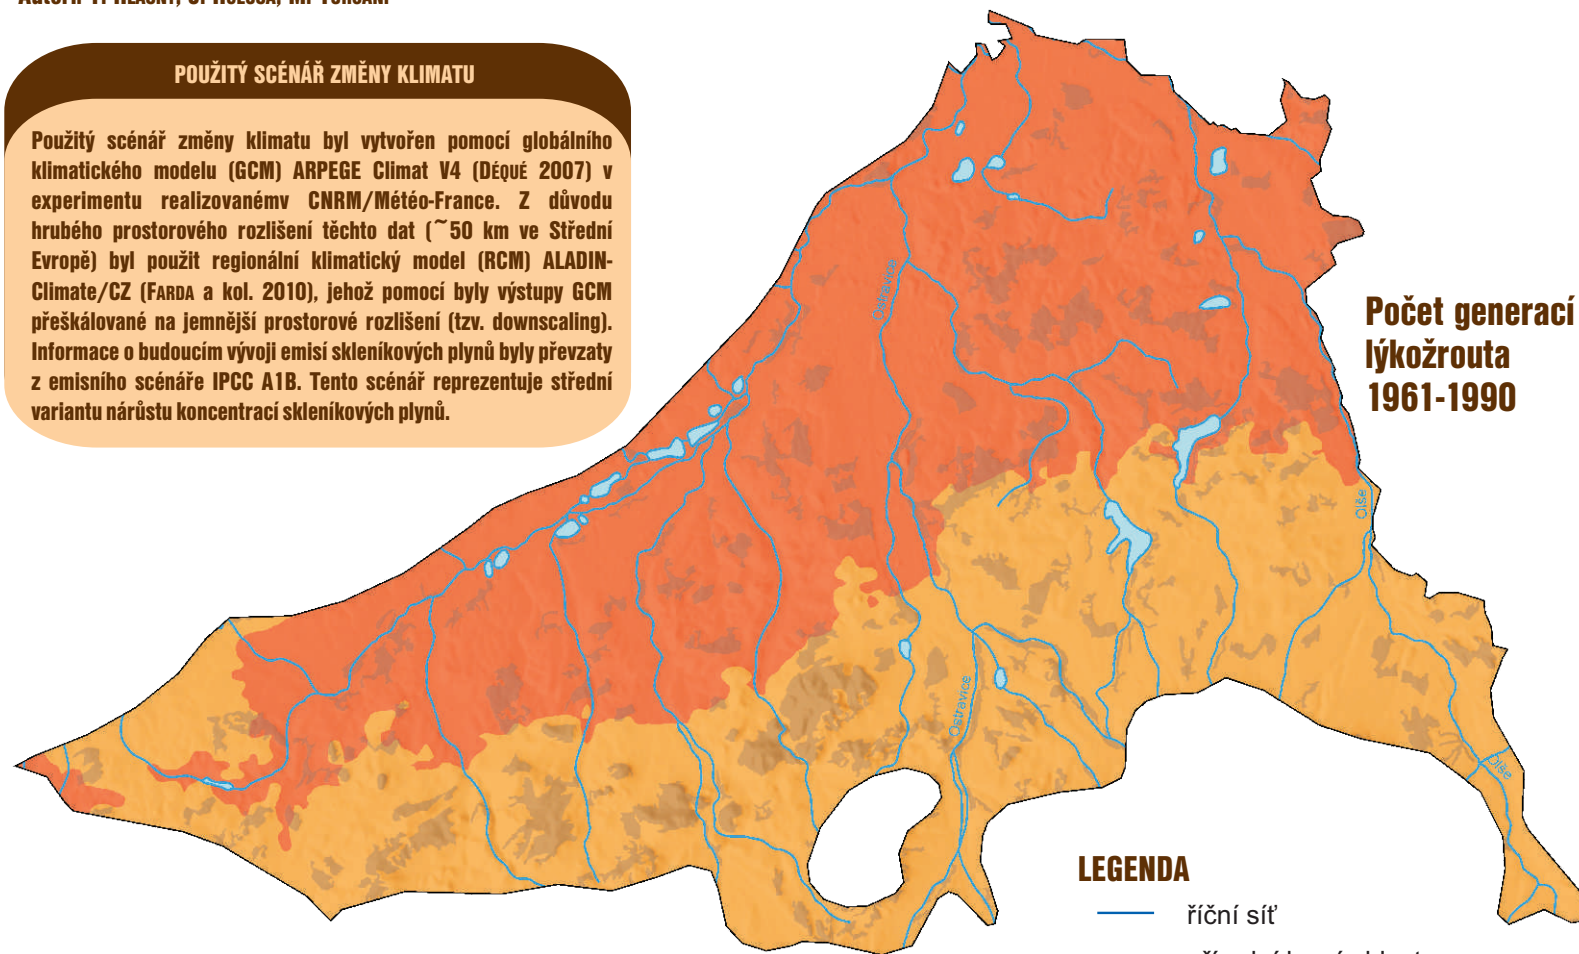 POUŽITÝ SCÉNÁŘ ZMĚNY KLIMATU
Použitý scénář změny klimatu byl vytvořen pomocí globálního
klimatického modelu (GCM) ARPEGE Climat V4 (DÉQUÉ 2007) v
experimentu realizovanémv CNRM/Météo-France. Z důvodu
hrubého prostorového rozlišení těchto dat (~50 km ve Střední
Evropě) byl použit regionální klimatický model (RCM) ALADIN-
Climate/CZ (FARDA a kol. 2010), jehož pomocí byly výstupy GCM
přeškálované na jemnější prostorové rozlišení (tzv. downscaling).
Informace o budoucím vývoji emisí skleníkových plynů byly převzaty
z emisního scénáře IPCC A1B. Tento scénář reprezentuje střední
variantu nárůstu koncentrací skleníkových plynů.
Ostravice
Počet generací
lýkožrouta
1961-1990
Olše
Ostravice
Olše
LEGENDA
říční síť